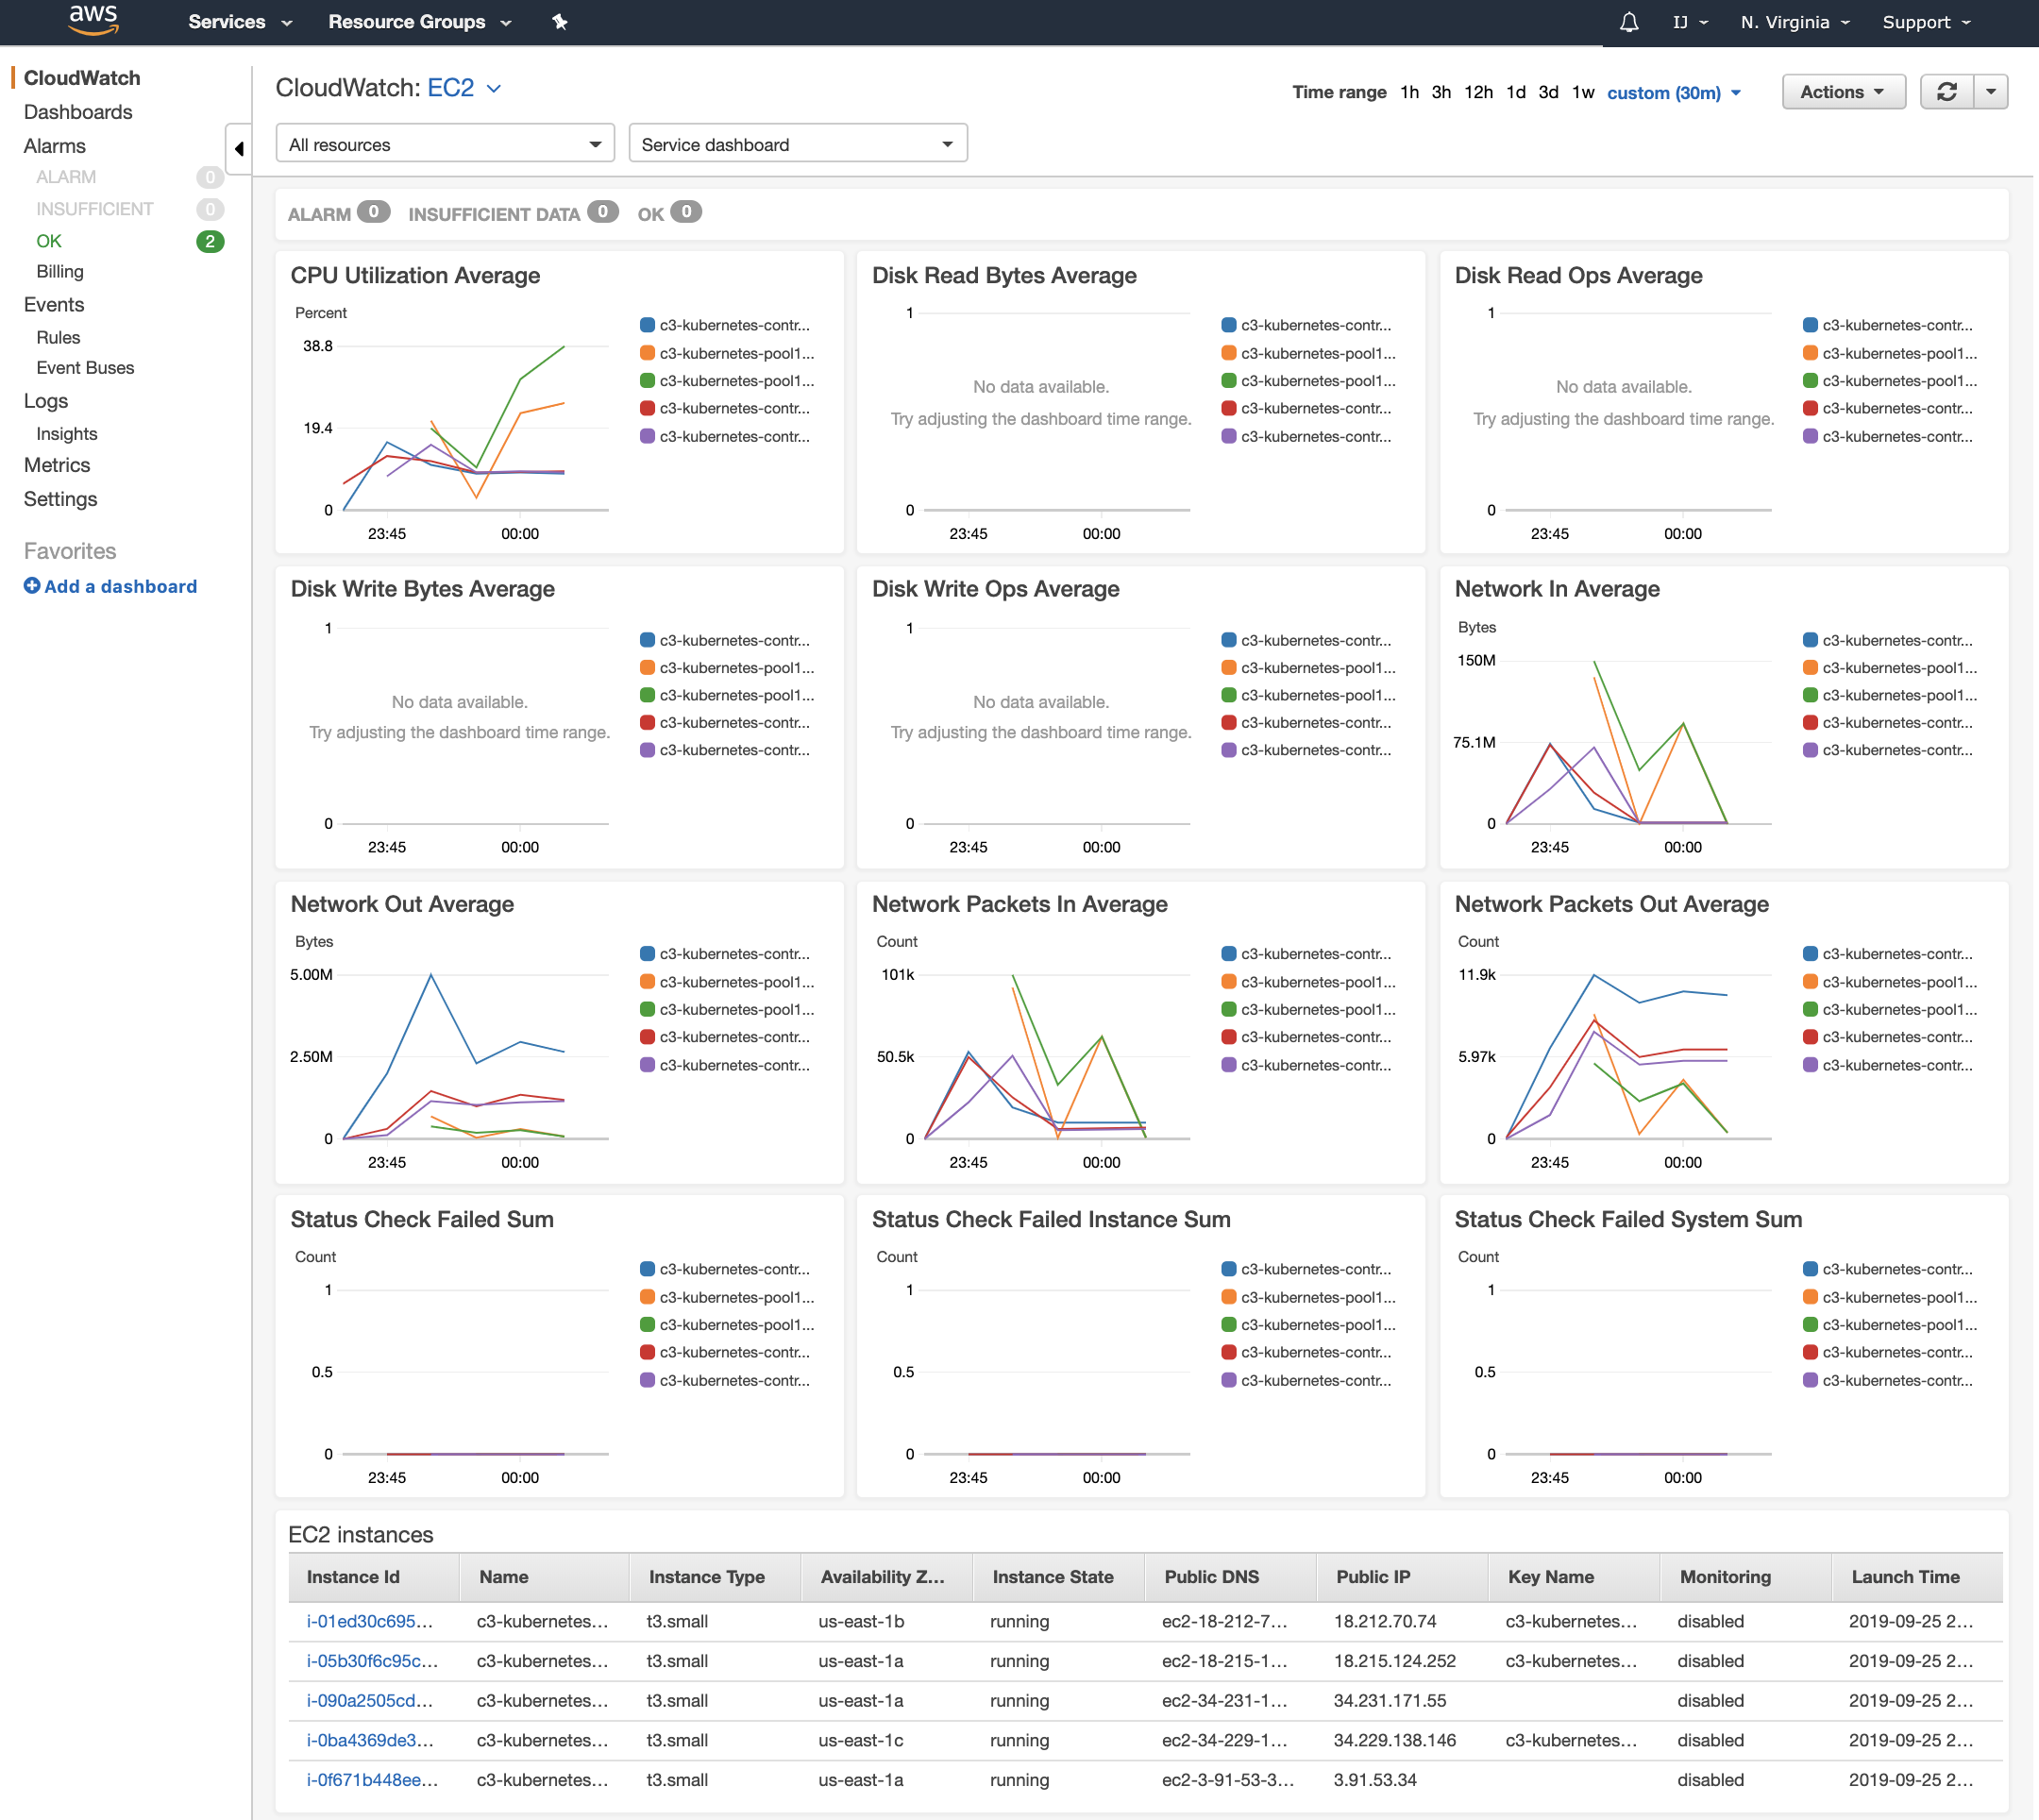 aws Services Resource Groups IJ N. Virginia Support
CloudWatch
Dashboards
Alarms
ALARM 0
INSUFFICIENT 0
OK 2
Billing
Events
Rules
Event Buses
Logs
Insights
Metrics
Settings
Favorites
Add a dashboard
CloudWatch: EC2
Time range 1h 3h 12h 1d 3d 1w custom (30m) Actions
All resources Service dashboard
ALARM 0 INSUFFICIENT DATA 0 OK 0
CPU Utilization Average
Percent
38.8
19.4
0
23:45 00:00
c3-kubernetes-contr...
c3-kubernetes-pool1...
c3-kubernetes-pool1...
c3-kubernetes-contr...
c3-kubernetes-contr...
Disk Read Bytes Average
1
No data available.
Try adjusting the dashboard time range.
0
23:45 00:00
c3-kubernetes-contr...
c3-kubernetes-pool1...
c3-kubernetes-pool1...
c3-kubernetes-contr...
c3-kubernetes-contr...
Disk Read Ops Average
1
No data available.
Try adjusting the dashboard time range.
0
23:45 00:00
c3-kubernetes-contr...
c3-kubernetes-pool1...
c3-kubernetes-pool1...
c3-kubernetes-contr...
c3-kubernetes-contr...
Disk Write Bytes Average
1
No data available.
Try adjusting the dashboard time range.
0
23:45 00:00
c3-kubernetes-contr...
c3-kubernetes-pool1...
c3-kubernetes-pool1...
c3-kubernetes-contr...
c3-kubernetes-contr...
Disk Write Ops Average
1
No data available.
Try adjusting the dashboard time range.
0
23:45 00:00
c3-kubernetes-contr...
c3-kubernetes-pool1...
c3-kubernetes-pool1...
c3-kubernetes-contr...
c3-kubernetes-contr...
Network In Average
Bytes
150M
75.1M
0
23:45 00:00
c3-kubernetes-contr...
c3-kubernetes-pool1...
c3-kubernetes-pool1...
c3-kubernetes-contr...
c3-kubernetes-contr...
Network Out Average
Bytes
5.00M
2.50M
0
23:45 00:00
c3-kubernetes-contr...
c3-kubernetes-pool1...
c3-kubernetes-pool1...
c3-kubernetes-contr...
c3-kubernetes-contr...
Network Packets In Average
Count
101k
50.5k
0
23:45 00:00
c3-kubernetes-contr...
c3-kubernetes-pool1...
c3-kubernetes-pool1...
c3-kubernetes-contr...
c3-kubernetes-contr...
Network Packets Out Average
Count
11.9k
5.97k
0
23:45 00:00
c3-kubernetes-contr...
c3-kubernetes-pool1...
c3-kubernetes-pool1...
c3-kubernetes-contr...
c3-kubernetes-contr...
Status Check Failed Sum
Count
1
0.5
0
23:45 00:00
c3-kubernetes-contr...
c3-kubernetes-pool1...
c3-kubernetes-pool1...
c3-kubernetes-contr...
c3-kubernetes-contr...
Status Check Failed Instance Sum
Count
1
0.5
0
23:45 00:00
c3-kubernetes-contr...
c3-kubernetes-pool1...
c3-kubernetes-pool1...
c3-kubernetes-contr...
c3-kubernetes-contr...
Status Check Failed System Sum
Count
1
0.5
0
23:45 00:00
c3-kubernetes-contr...
c3-kubernetes-pool1...
c3-kubernetes-pool1...
c3-kubernetes-contr...
c3-kubernetes-contr...
EC2 instances
Instance Id Name Instance Type Availability Z... Instance State Public DNS Public IP Key Name Monitoring Launch Time
i-01ed30c695... c3-kubernetes... t3.small us-east-1b running ec2-18-212-7... 18.212.70.74 c3-kubernetes... disabled 2019-09-25 2...
i-05b30f6c95c... c3-kubernetes... t3.small us-east-1a running ec2-18-215-1... 18.215.124.252 c3-kubernetes... disabled 2019-09-25 2...
i-090a2505cd... c3-kubernetes... t3.small us-east-1a running ec2-34-231-1... 34.231.171.55 disabled 2019-09-25 2...
i-0ba4369de3... c3-kubernetes... t3.small us-east-1c running ec2-34-229-1... 34.229.138.146 c3-kubernetes... disabled 2019-09-25 2...
i-0f671b448ee... c3-kubernetes... t3.small us-east-1a running ec2-3-91-53-3... 3.91.53.34 disabled 2019-09-25 2...